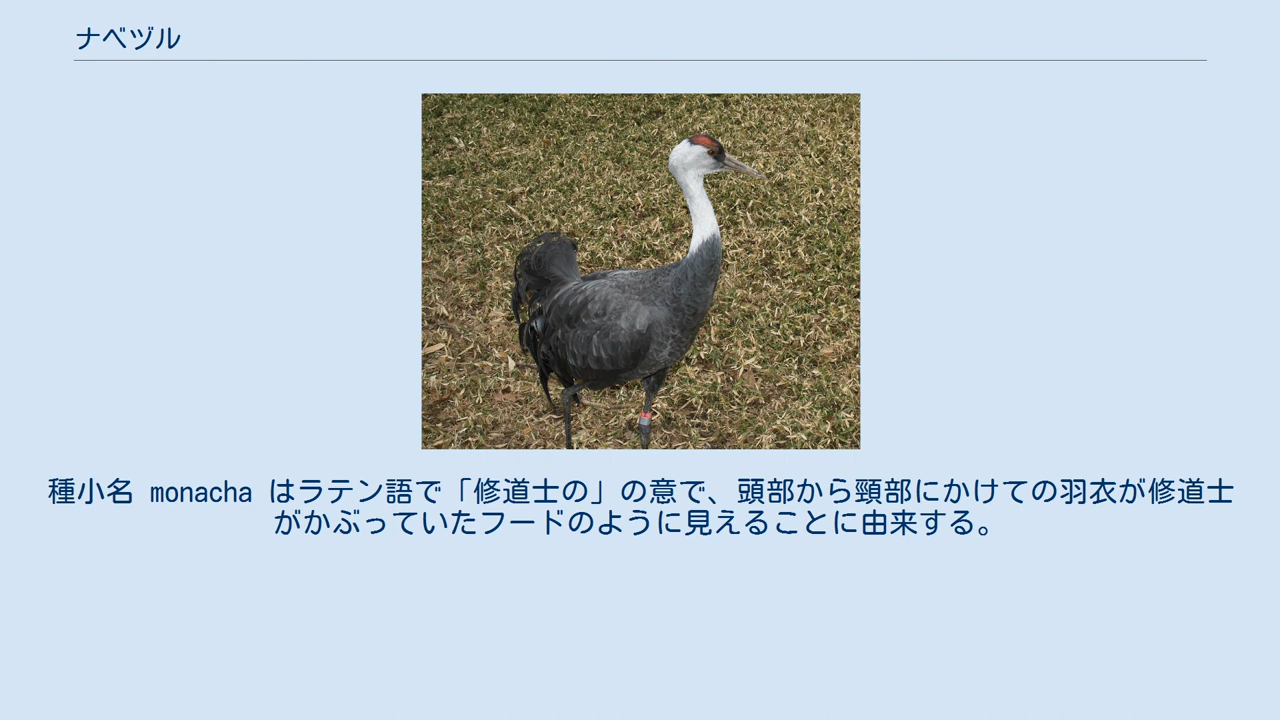 ナベヅル
種小名 monacha はラテン語で「修道士の」の意で、頭部から頸部にかけての羽衣が修道士
がかぶっていたフードのように見えることに由来する。